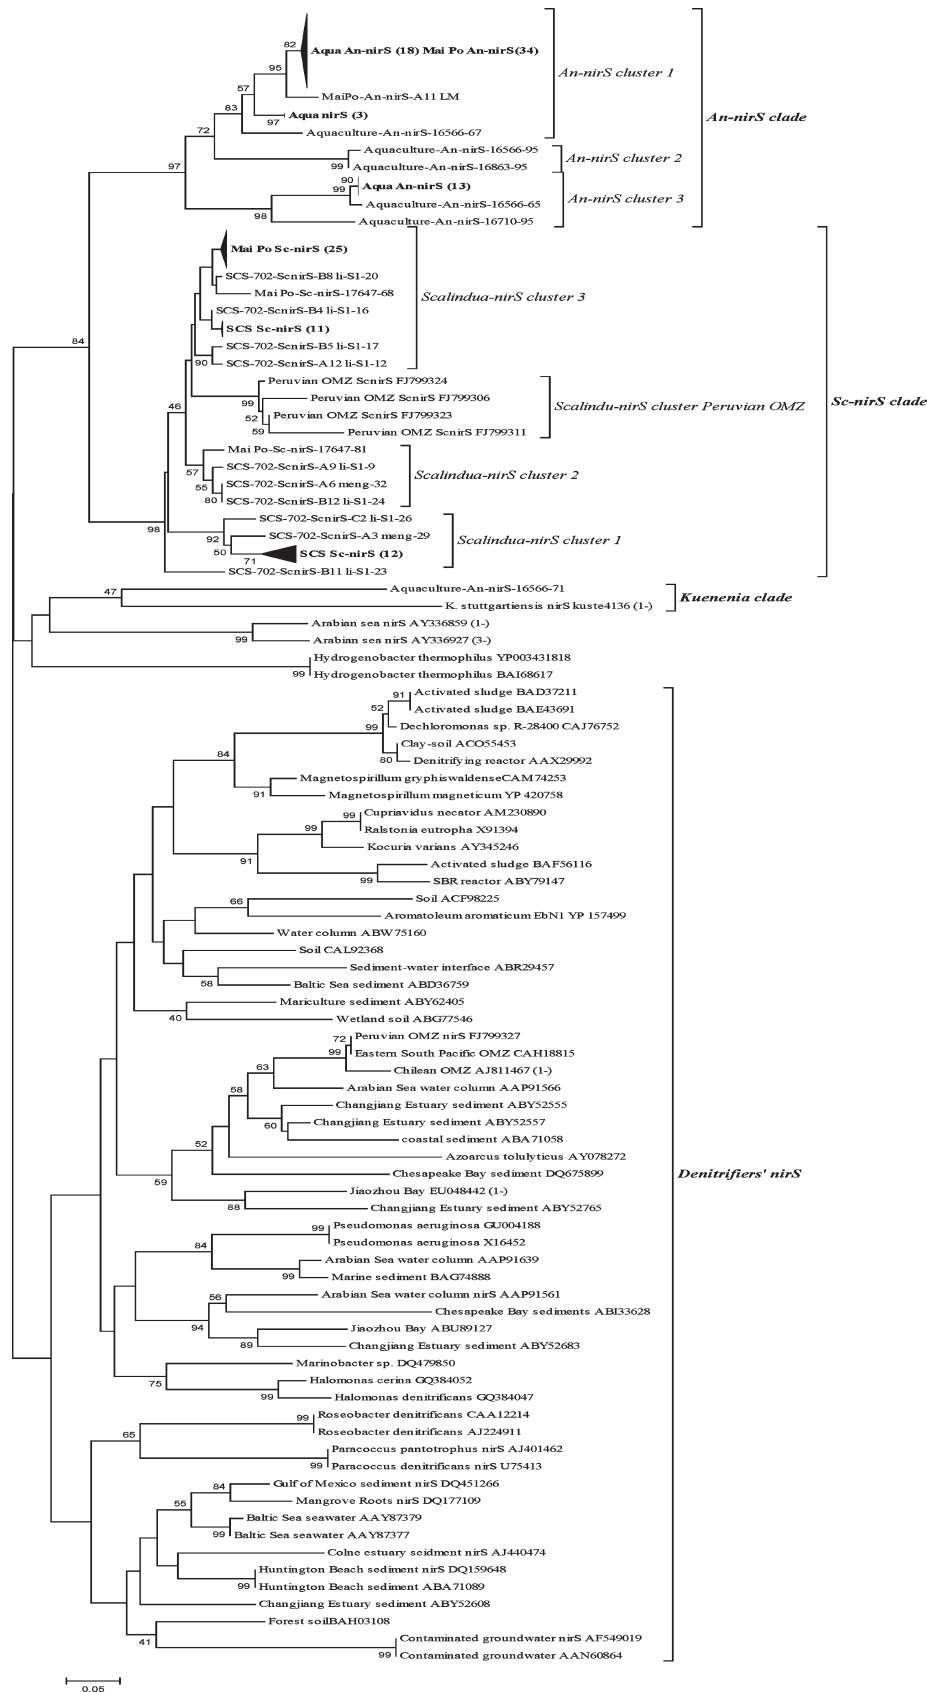 82
Aqua An-nirS (18) Mai Po An-nirS(34)
95
An-nirS cluster 1
57
MaiPo-An-nirS-A11 LM
83
Aqua nirS (3)
97
An-nirS clade
72
Aquaculture-An-nirS-16566-67
Aquaculture-An-nirS-16566-95
An-nirS cluster 2
97
99
Aquaculture-An-nirS-16863-95
90
Aqua An-nirS (13)
99
An-nirS cluster 3
Aquaculture-An-nirS-16566-65
98
Aquaculture-An-nirS-16710-95
Mai Po Sc-nirS (25)
SCS-702-ScnirS-B8 li-S1-20
Mai Po-Sc-nirS-17647-68
Scalindua-nirS cluster 3
SCS-702-ScnirS-B4 li-S1-16
SCS Sc-nirS (11)
84
SCS-702-ScnirS-B5 li-S1-17
90
SCS-702-ScnirS-A12 li-S1-12
Peruvian OMZ ScnirS FJ799324
99
Peruvian OMZ ScnirS FJ799306
46
Scalindu-nirS cluster Peruvian OMZ
Sc-nirS clade
52
Peruvian OMZ ScnirS FJ799323
59
Peruvian OMZ ScnirS FJ799311
Mai Po-Sc-nirS-17647-81
57
SCS-702-ScnirS-A9 li-S1-9
Scalindua-nirS cluster 2
55
SCS-702-ScnirS-A6 meng-32
80
SCS-702-ScnirS-B12 li-S1-24
98
SCS-702-ScnirS-C2 li-S1-26
92
SCS-702-ScnirS-A3 meng-29
Scalindua-nirS cluster 1
50
SCS Sc-nirS (12)
71
SCS-702-ScnirS-B11 li-S1-23
47
Aquaculture-An-nirS-16566-71
Kuenenia clade
K. stuttgartiensis nirS kuste4136 (1-)
Arabian sea nirS AY336859 (1-)
99
Arabian sea nirS AY336927 (3-)
Hydrogenobacter thermophilus YP003431818
99
Hydrogenobacter thermophilus BAI68617
91
Activated sludge BAD37211
52
Activated sludge BAE43691
99
Dechloromonas sp. R-28400 CAJ76752
Clay-soil ACO55453
84
80
Denitrifying reactor AAX29992
Magnetospirillum gryphiswaldenseCAM74253
91
Magnetospirillum magneticum YP 420758
99
Cupriavidus necator AM230890
99
Ralstonia eutropha X91394
Kocuria varians AY345246
91
Activated sludge BAF56116
99
SBR reactor ABY79147
66
Soil ACF98225
Aromatoleum aromaticum EbN1 YP 157499
Water column ABW75160
Soil CAL92368
Sediment-water interface ABR29457
58
Baltic Sea sediment ABD36759
Mariculture sediment ABY62405
40
Wetland soil ABG77546
72
Peruvian OMZ nirS FJ799327
99
Eastern South Pacific OMZ CAH18815
63
Chilean OMZ AJ811467 (1-)
58
Arabian Sea water column AAP91566
Changjiang Estuary sediment ABY52555
60
Changjiang Estuary sediment ABY52557
52
coastal sediment ABA71058
Azoarcus tolulyticus AY078272
59
Chesapeake Bay sediment DQ675899
Denitrifiers' nirS
Jiaozhou Bay EU048442 (1-)
88
Changjiang Estuary sediment ABY52765
99
Pseudomonas aeruginosa GU004188
84
Pseudomonas aeruginosa X16452
Arabian Sea water column AAP91639
99
Marine sediment BAG74888
56
Arabian Sea water column nirS AAP91561
Chesapeake Bay sediments ABI33628
94
Jiaozhou Bay ABU89127
89
Changjiang Estuary sediment ABY52683
Marinobacter sp. DQ479850
75
Halomonas cerina GQ384052
99
Halomonas denitrificans GQ384047
99
Roseobacter denitrificans CAA12214
65
Roseobacter denitrificans AJ224911
Paracoccus pantotrophus nirS AJ401462
99
Paracoccus denitricans nirS U75413
84
Gulf of Mexico sediment nirS DQ451266
55
Mangrove Roots nirS DQ177109
Baltic Sea seawater AAY87379
99
Baltic Sea seawater AAY87377
Colne estuary seidment nirS AJ440474
Huntington Beach sediment nirS DQ159648
99
Huntington Beach sediment ABA71089
Changjiang Estuary sediment ABY52608
Forest soilBAH03108
41
Contaminated groundwater nirS AF549019
99
Contaminated groundwater AAN60864
0.05